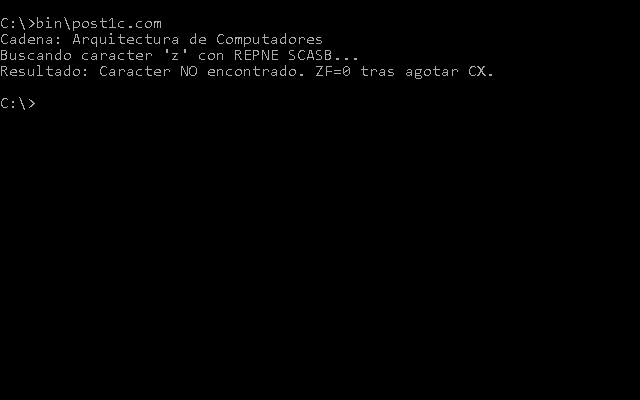 C:\>bin\post1c.com
Cadena: Arquitectura de Computadores
Buscando caracter 'z' con REPNE SCASB...
Resultado: Caracter NO encontrado. ZF=0 tras agotar CX.
C:\>